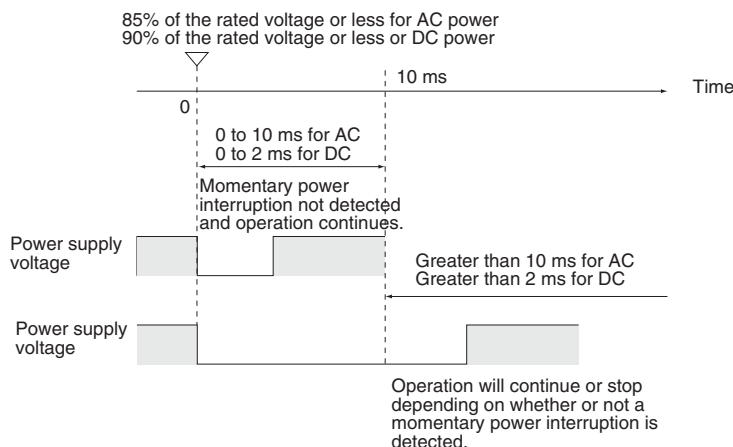 85% of the rated voltage or less for AC power
90% of the rated voltage or less or DC power
10 ms
Time
0
0 to 10 ms for AC
0 to 2 ms for DC
Momentary power
interruption not detected
and operation continues.
Power supply
voltage
Greater than 10 ms for AC
Greater than 2 ms for DC
Power supply
voltage
Operation will continue or stop
depending on whether or not a
momentary power interruption is
detected.